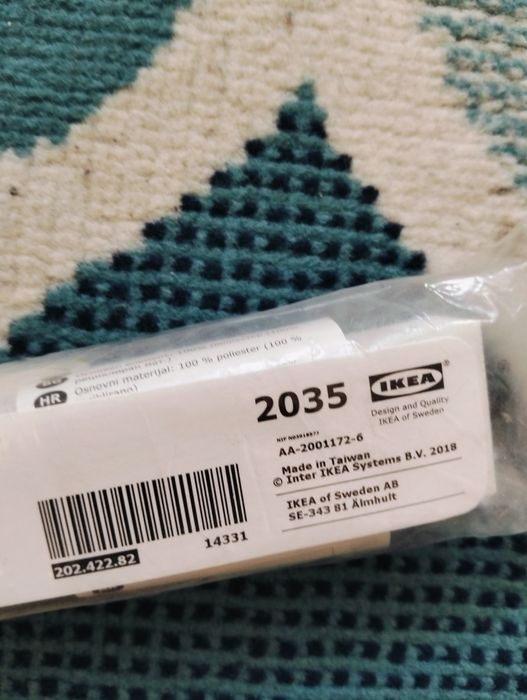 BG
HR
Osnovni materijal: 100 % poliester (100 %
2035
IKEA®
Design and Quality
IKEA of Sweden
AA-2001172-6
Made in Taiwan
© Inter IKEA Systems B.V. 2018
IKEA of Sweden AB
SE-343 81 Älmhult
14331
202.422.82